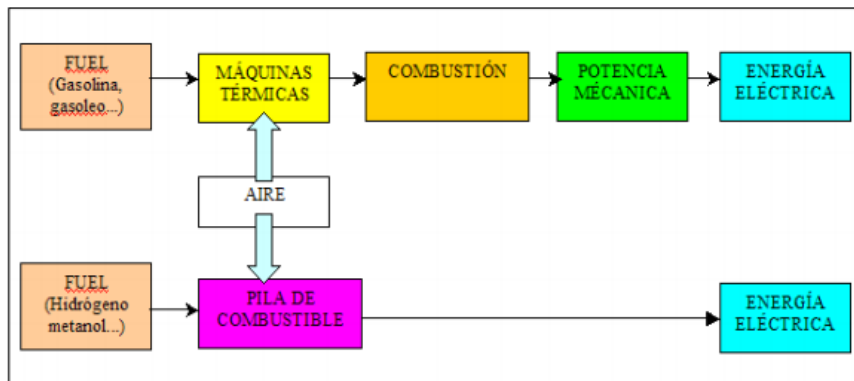 FUEL
(Gasolina,
gasoleo...)
MÁQUINAS
TÉRMICAS
COMBUSTIÓN
POTENCIA
MÉCANICA
ENERGÍA
ELÉCTRICA
AIRE
FUEL
(Hidrógeno
metanol...)
PILA DE
COMBUSTIBLE
ENERGÍA
ELÉCTRICA